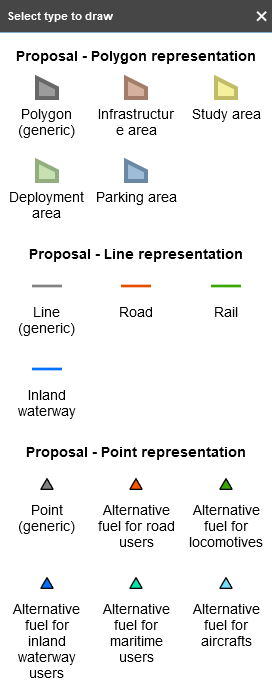 Select type to draw ×
Proposal - Polygon representation
Polygon
(generic)
Infrastructur
e area
Study area
Deployment
area
Parking area
Proposal - Line representation
Line
(generic)
Road
Rail
Inland
waterway
Proposal - Point representation
Point
(generic)
Alternative
fuel for road
users
Alternative
fuel for
locomotives
Alternative
fuel for
inland
waterway
users
Alternative
fuel for
maritime
users
Alternative
fuel for
aircrafts